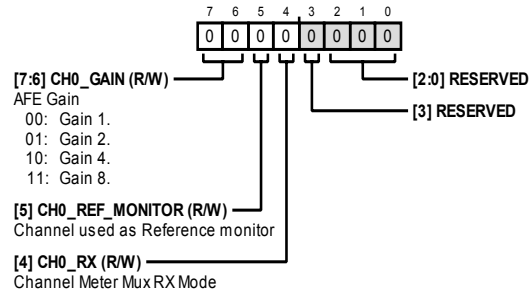 7 6 5 4 3 2 1 0
0 0 0 0 0 0 0 0
[7:6] CH0_GAIN (R/W)
AFE Gain
00: Gain 1.
01: Gain 2.
10: Gain 4.
11: Gain 8.
[5] CH0_REF_MONITOR (R/W)
Channel used as Reference monitor
[4] CH0_RX (R/W)
Channel Meter Mux RX Mode
[2:0] RESERVED
[3] RESERVED